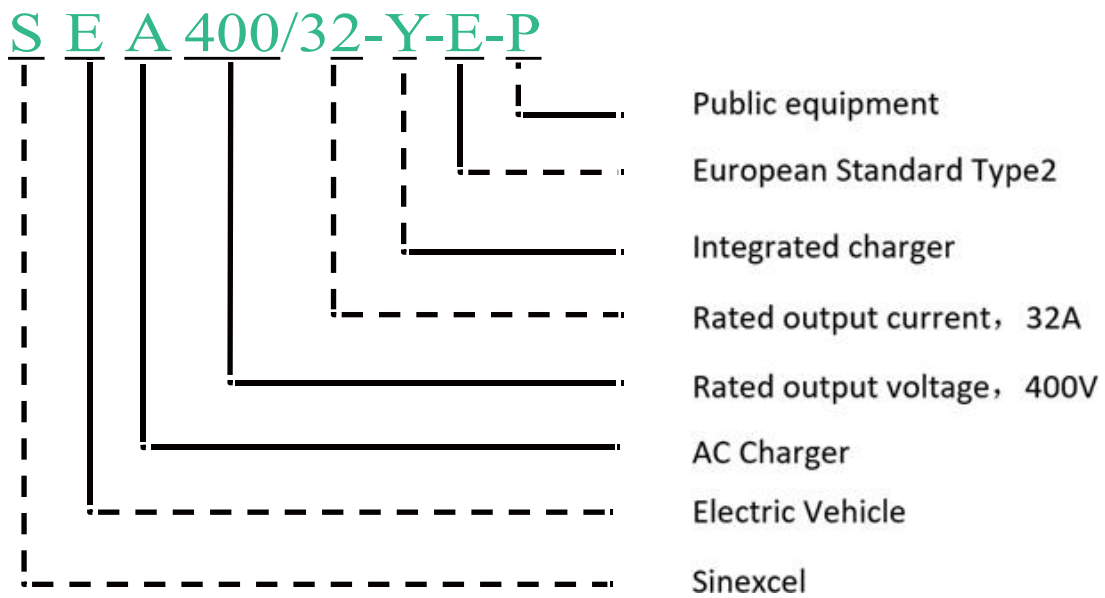 S E A 400/32-Y-E-P
Public equipment
European Standard Type2
Integrated charger
Rated output current，32A
Rated output voltage，400V
AC Charger
Electric Vehicle
Sinexcel